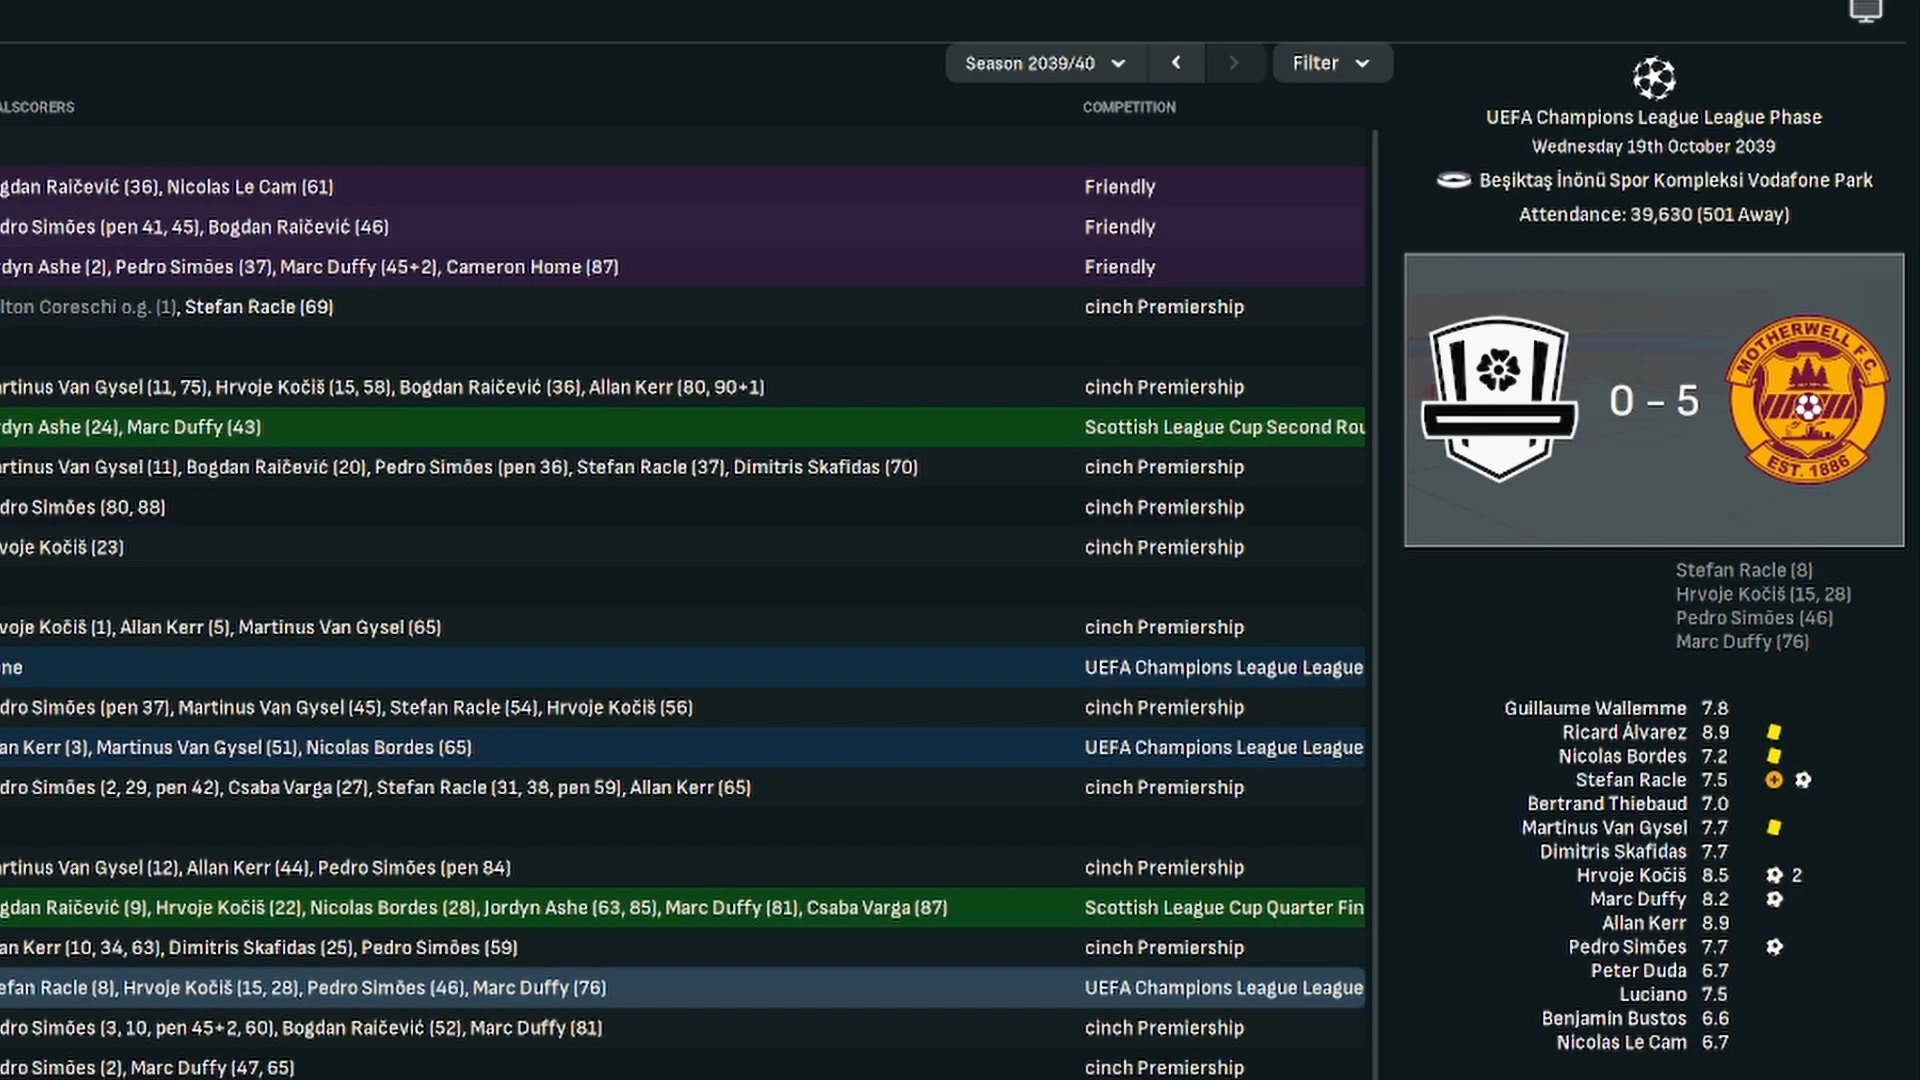 Season 2039/40
Filter
ALSCORERS
COMPETITION
gdan Raičević (36), Nicolas Le Cam (61)
Friendly
dro Simões (pen 41, 45), Bogdan Raičević (46)
Friendly
dyn Ashe (2), Pedro Simões (37), Marc Duffy (45+2), Cameron Home (87)
Friendly
lton Coreschi o.g. (1), Stefan Racle (69)
cinch Premiership
rtinus Van Gysel (11, 75), Hrvoje Kočiš (15, 58), Bogdan Raičević (36), Allan Kerr (80, 90+1)
cinch Premiership
dyn Ashe (24), Marc Duffy (43)
Scottish League Cup Second Rou
rtinus Van Gysel (11), Bogdan Raičević (20), Pedro Simões (pen 36), Stefan Racle (37), Dimitris Skafidas (70)
cinch Premiership
dro Simões (80, 88)
cinch Premiership
voje Kočiš (23)
cinch Premiership
voje Kočiš (1), Allan Kerr (5), Martinus Van Gysel (65)
cinch Premiership
ne
UEFA Champions League League
dro Simões (pen 37), Martinus Van Gysel (45), Stefan Racle (54), Hrvoje Kočiš (56)
cinch Premiership
an Kerr (3), Martinus Van Gysel (51), Nicolas Bordes (65)
UEFA Champions League League
dro Simões (2, 29, pen 42), Csaba Varga (27), Stefan Racle (31, 38, pen 59), Allan Kerr (65)
cinch Premiership
rtinus Van Gysel (12), Allan Kerr (44), Pedro Simões (pen 84)
cinch Premiership
gdan Raičević (9), Hrvoje Kočiš (22), Nicolas Bordes (28), Jordyn Ashe (63, 85), Marc Duffy (81), Csaba Varga (87)
Scottish League Cup Quarter Fin
an Kerr (10, 34, 63), Dimitris Skafidas (25), Pedro Simões (59)
cinch Premiership
efan Racle (8), Hrvoje Kočiš (15, 28), Pedro Simões (46), Marc Duffy (76)
UEFA Champions League League
dro Simões (3, 10, pen 45+2, 60), Bogdan Raičević (52), Marc Duffy (81)
cinch Premiership
dro Simões (2), Marc Duffy (47, 65)
cinch Premiership
UEFA Champions League League Phase
Wednesday 19th October 2039
Beşiktaş İnönü Spor Kompleksi Vodafone Park
Attendance: 39,630 (501 Away)
0 - 5
MOTHERWELL F.C.
EST. 1886
Stefan Racle (8)
Hrvoje Kočiš (15, 28)
Pedro Simões (46)
Marc Duffy (76)
Guillaume Wallemme 7.8
Ricard Álvarez 8.9
Nicolas Bordes 7.2
Stefan Racle 7.5
Bertrand Thiebaud 7.0
Martinus Van Gysel 7.7
Dimitris Skafidas 7.7
Hrvoje Kočiš 8.5 2
Marc Duffy 8.2
Allan Kerr 8.9
Pedro Simões 7.7
Peter Duda 6.7
Luciano 7.5
Benjamin Bustos 6.6
Nicolas Le Cam 6.7